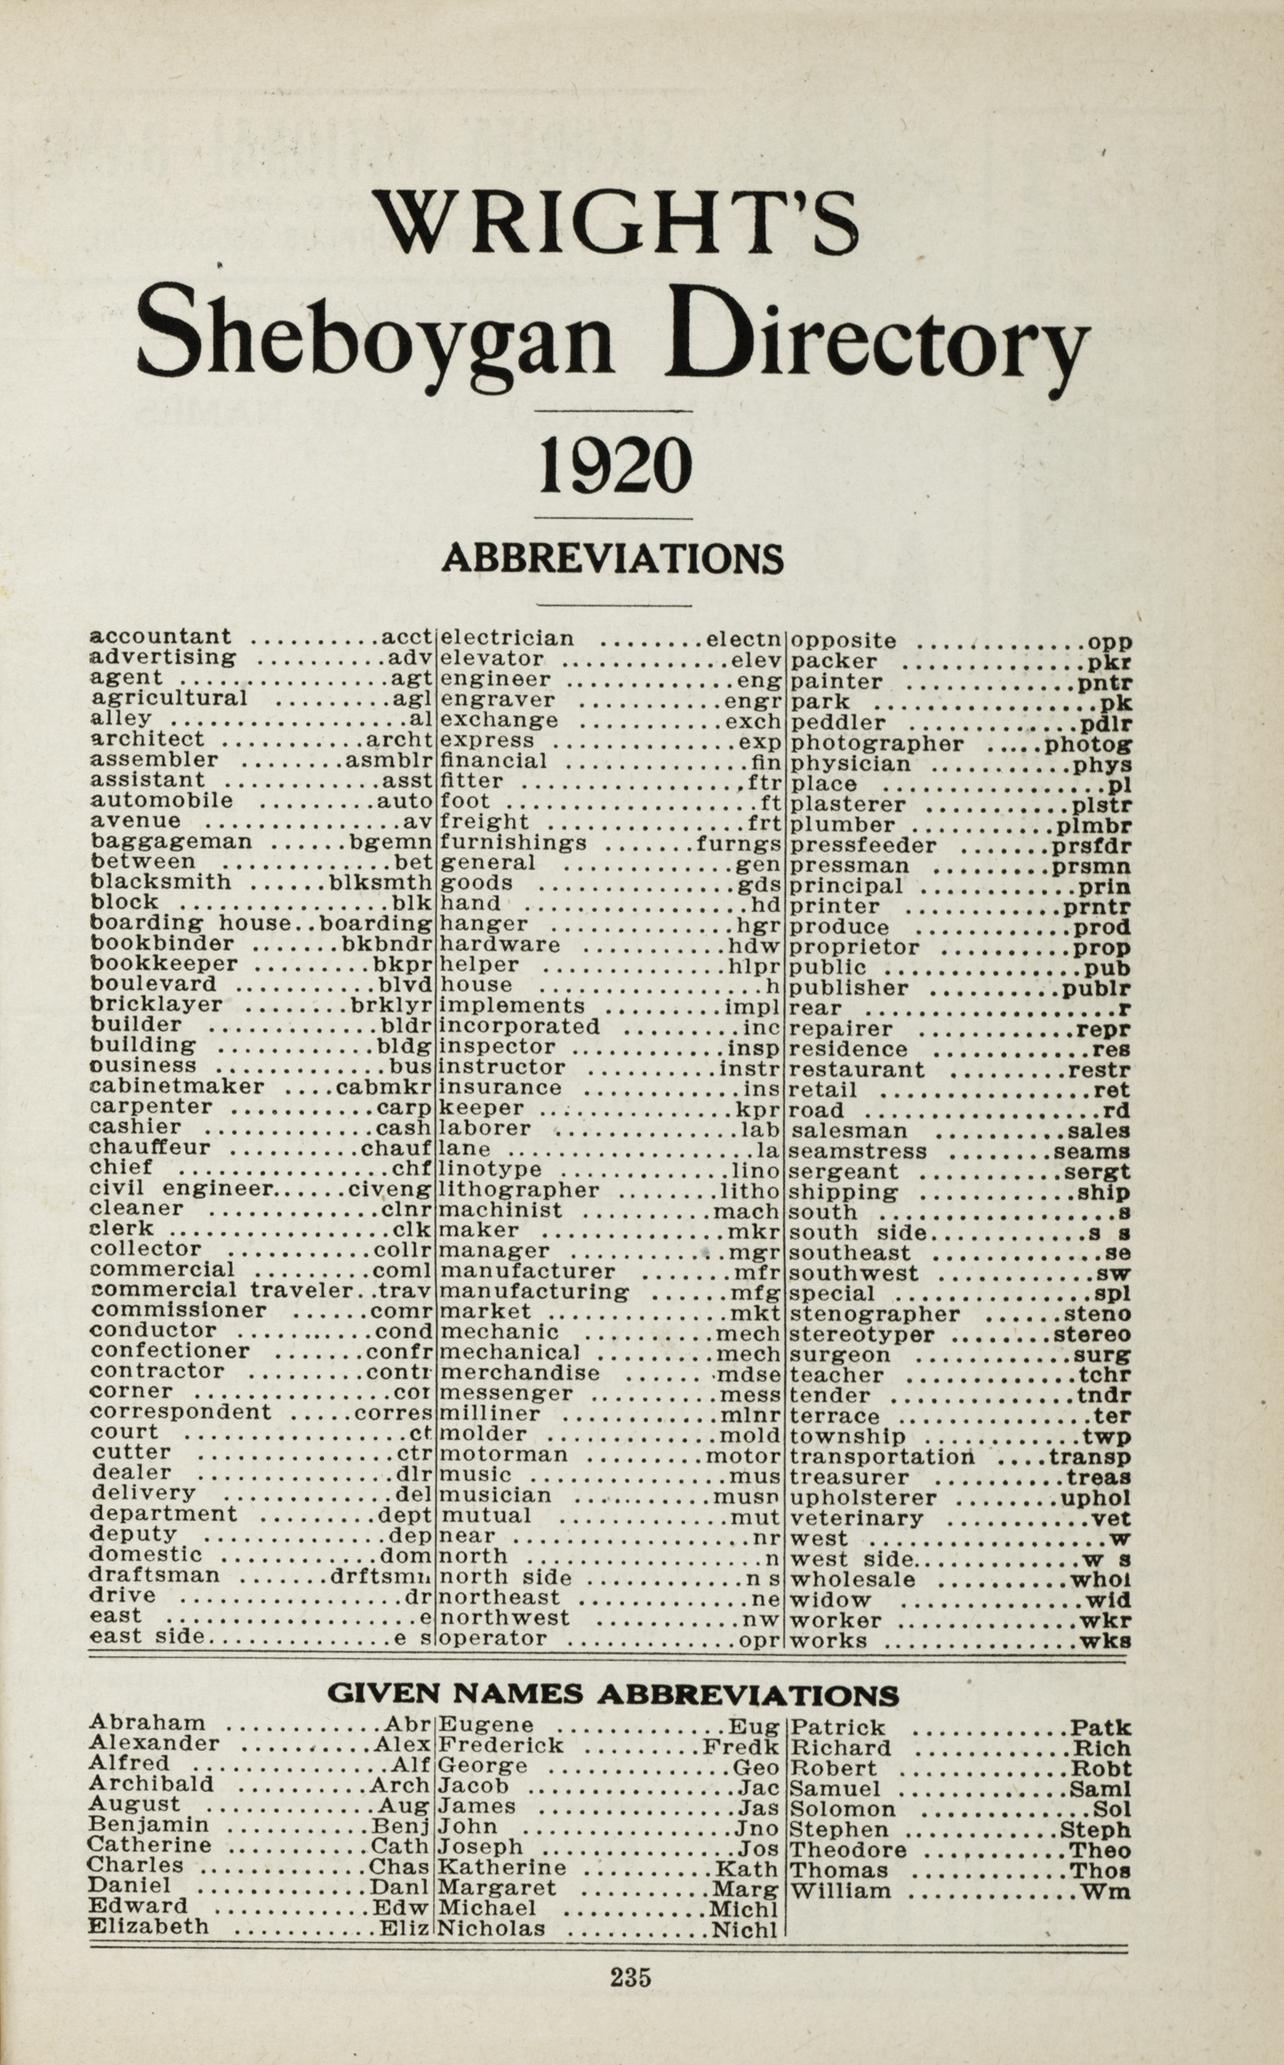 WRIGHT'S
Sheboygan Directory
1920
ABBREVIATIONS
accountant ..........acct
advertising ..........adv
agent ................agt
agricultural .........agl
alley ..................al
architect ...........archt
assembler ........asmblr
assistant ............asst
automobile .........auto
avenue ...............av
baggageman ......bgemn
between .............bet
blacksmith ......blksmth
block ................blk
boarding house..boarding
bookbinder .......bkbndr
bookkeeper .........bkpr
boulevard ...........blvd
bricklayer ........brklyr
builder .............bldr
building ............bldg
business .............bus
cabinetmaker ....cabmkr
carpenter ...........carp
cashier .............cash
chauffeur ..........chauf
chief ................chf
civil engineer......civeng
cleaner .............clnr
clerk .................clk
collector ...........collr
commercial .........coml
commercial traveler..trav
commissioner ......comr
conductor ...........cond
confectioner .......confr
contractor .........contr
corner ...............cor
correspondent .....corres
court .................ct
cutter ...............ctr
dealer ...............dlr
delivery .............del
department .........dept
deputy ..............dep
domestic ............dom
draftsman .......drftsmn
drive .................dr
east ...................e
east side..............e s
electrician ........electn
elevator .............elev
engineer .............eng
engraver ...........engr
exchange ...........exch
express ..............exp
financial ..............fin
fitter .................ftr
foot ...................ft
freight ...............frt
furnishings .......furngs
general .............gen
goods ...............gds
hand .................hd
hanger ..............hgr
hardware ...........hdw
helper .............hlpr
house .................h
implements .........impl
incorporated .........inc
inspector ............insp
instructor ..........instr
insurance ............ins
keeper ...............kpr
laborer ..............lab
lane ..................la
linotype .............lino
lithographer ........litho
machinist ..........mach
maker ..............mkr
manager ............mgr
manufacturer .......mfr
manufacturing ......mfg
market ..............mkt
mechanic ..........mech
mechanical .........mech
merchandise .......mdse
messenger ..........mess
milliner ............mlnr
molder .............mold
motorman .........motor
music ...............mus
musician ...........musn
mutual .............mut
near ..................nr
north ..................n
north side ............n s
northeast .............ne
northwest ...........nw
operator .............opr
opposite ..............opp
packer ..............pkr
painter .............pntr
park .................pk
peddler ............pdlr
photographer .....photog
physician ..........phys
place .................pl
plasterer ...........plstr
plumber ...........plmbr
pressfeeder .......prsfdr
pressman .........prsmn
principal ............prin
printer ............prntr
produce ............prod
proprietor ..........prop
public ...............pub
publisher ..........publr
rear ...................r
repairer ............repr
residence ............res
restaurant .........restr
retail ................ret
road ..................rd
salesman ..........sales
seamstress ........seams
sergeant ...........sergt
shipping ............ship
south ..................s
south side............s s
southeast .............se
southwest ............sw
special ...............spl
stenographer ......steno
stereotyper ........stereo
surgeon ............surg
teacher .............tchr
tender ..............tndr
terrace ..............ter
township ............twp
transportation ....transp
treasurer ..........treas
upholsterer ........uphol
veterinary ...........vet
west ..................w
west side.............w s
wholesale ..........whol
widow ..............wid
worker ..............wkr
works ...............wks
GIVEN NAMES ABBREVIATIONS
Abraham ............Abr
Alexander ..........Alex
Alfred ...............Alf
Archibald ..........Arch
August .............Aug
Benjamin ...........Benj
Catherine ...........Cath
Charles ............Chas
Daniel .............Danl
Edward ............Edw
Elizabeth ...........Eliz
Eugene .............Eug
Frederick .........Fredk
George ..............Geo
Jacob ...............Jac
James ...............Jas
John ................Jno
Joseph ..............Jos
Katherine ..........Kath
Margaret ..........Marg
Michael ...........Michl
Nicholas ...........Nichl
Patrick ............Patk
Richard ............Rich
Robert .............Robt
Samuel .............Saml
Solomon .............Sol
Stephen ............Steph
Theodore ...........Theo
Thomas ............Thos
William .............Wm
235